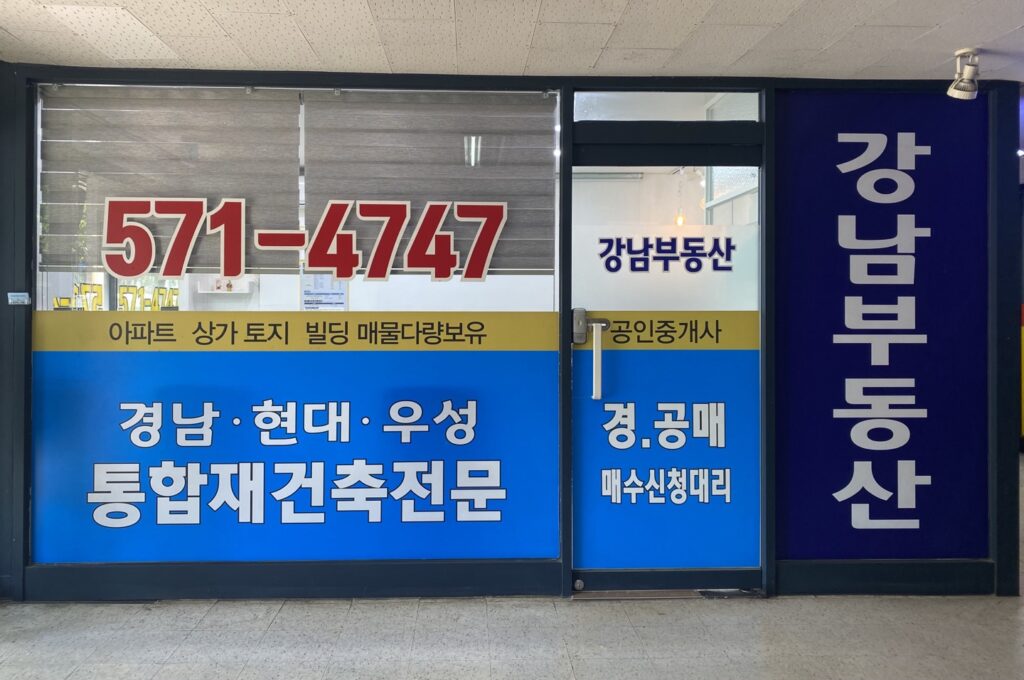 571-4747
아파트 상가 토지 빌딩 매물다량보유
경남·현대·우성
통합재건축전문
강남부동산
공인중개사
경.공매
매수신청대리
강남부동산